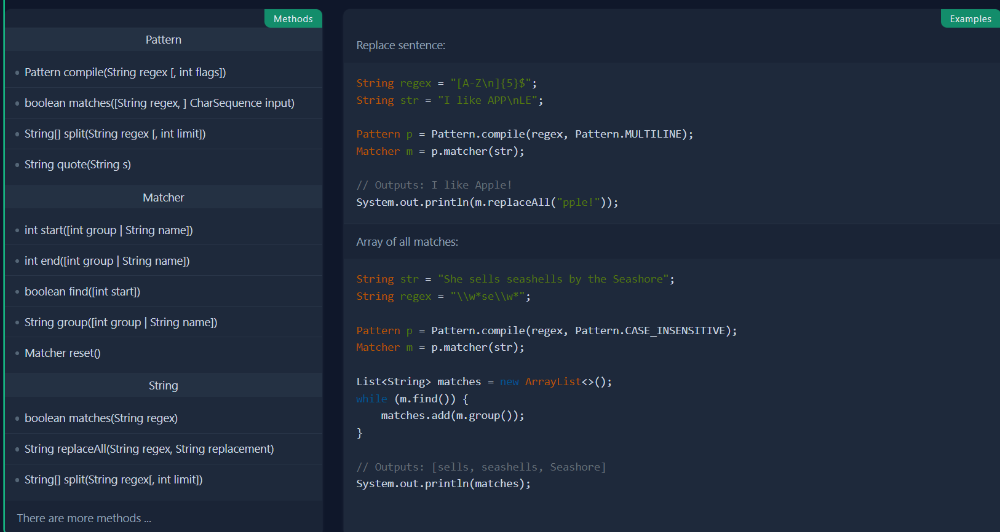 Methods
Pattern
Pattern compile(String regex [, int flags])
boolean matches([String regex, ] CharSequence input)
String[] split(String regex [, int limit])
String quote(String s)
Matcher
int start([int group | String name])
int end([int group | String name])
boolean find([int start])
String group([int group | String name])
Matcher reset()
String
boolean matches(String regex)
String replaceAll(String regex, String replacement)
String[] split(String regex[, int limit])
There are more methods ...
Examples
Replace sentence:
String regex = "[A-Z\n]{5}$";
String str = "I like APP\nLE";
Pattern p = Pattern.compile(regex, Pattern.MULTILINE);
Matcher m = p.matcher(str);
// Outputs: I like Apple!
System.out.println(m.replaceAll("pple!"));
Array of all matches:
String str = "She sells seashells by the Seashore";
String regex = "\\w*se\\w*";
Pattern p = Pattern.compile(regex, Pattern.CASE_INSENSITIVE);
Matcher m = p.matcher(str);
List<String> matches = new ArrayList<>();
while (m.find()) {
    matches.add(m.group());
}
// Outputs: [sells, seashells, Seashore]
System.out.println(matches);